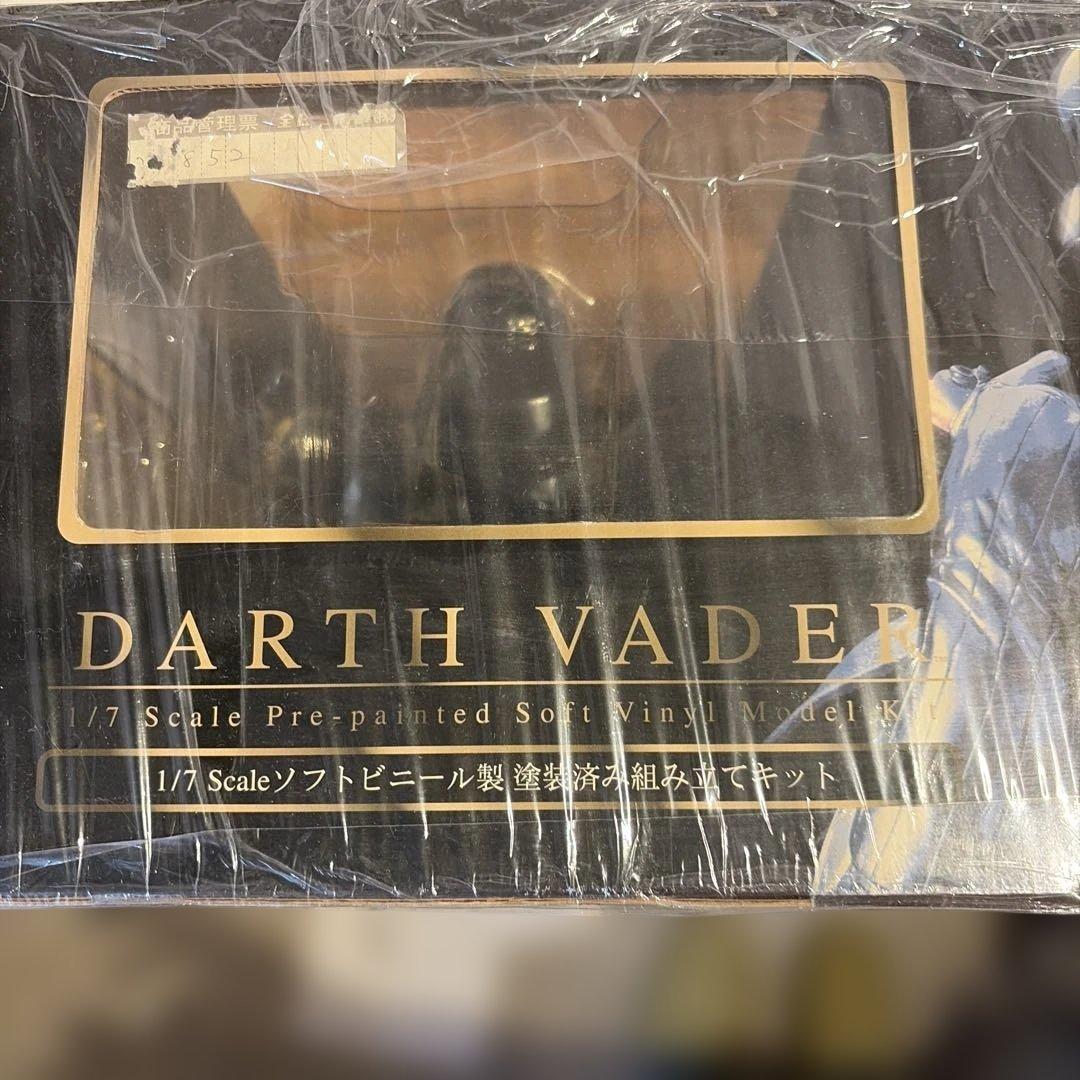 商品管理票
852
DARTH VADER
1/7 Scale Pre-painted Soft Vinyl Model Kit
1/7 Scaleソフトビニール製 塗装済み組み立てキット